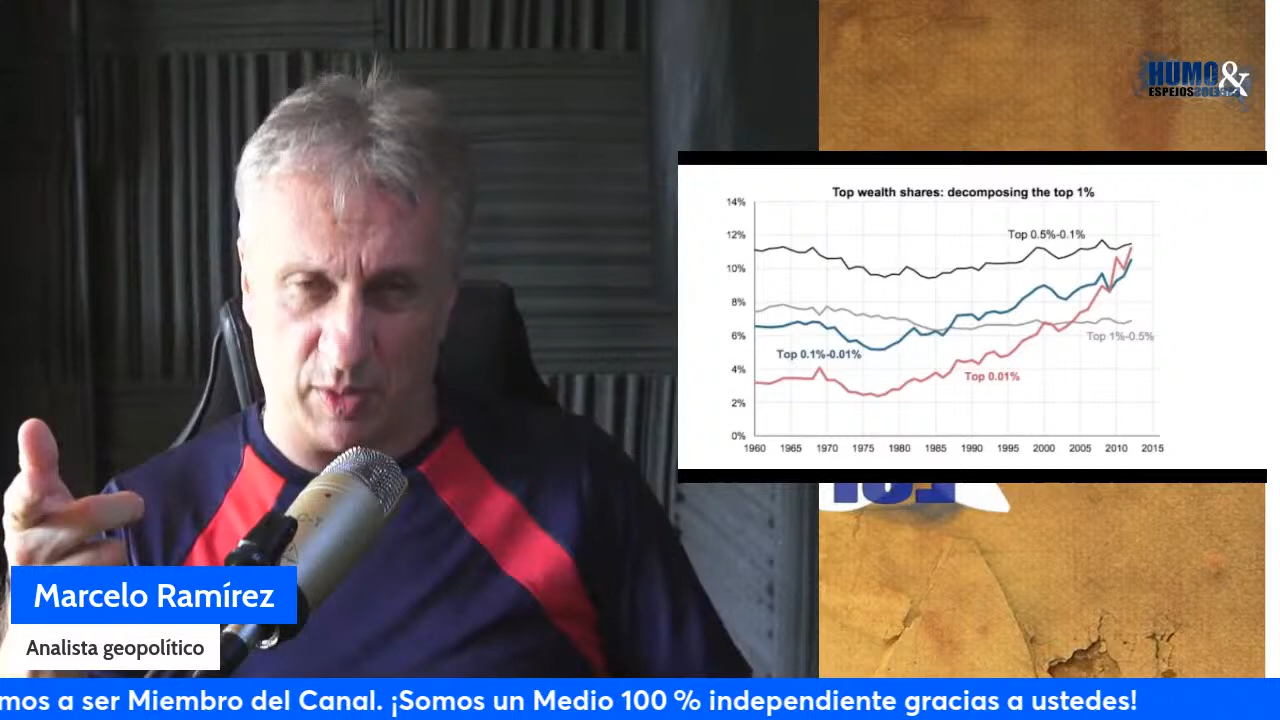 HUMO&
ESPEJOS
Top wealth shares: decomposing the top 1%
14%
12%
10%
8%
6%
4%
2%
0%
Top 0.5%-0.1%
Top 1%-0.5%
Top 0.1%-0.01%
Top 0.01%
1960 1965 1970 1975 1980 1985 1990 1995 2000 2005 2010 2015
Marcelo Ramírez
Analista geopolítico
mos a ser Miembro del Canal. ¡Somos un Medio 100 % independiente gracias a ustedes!